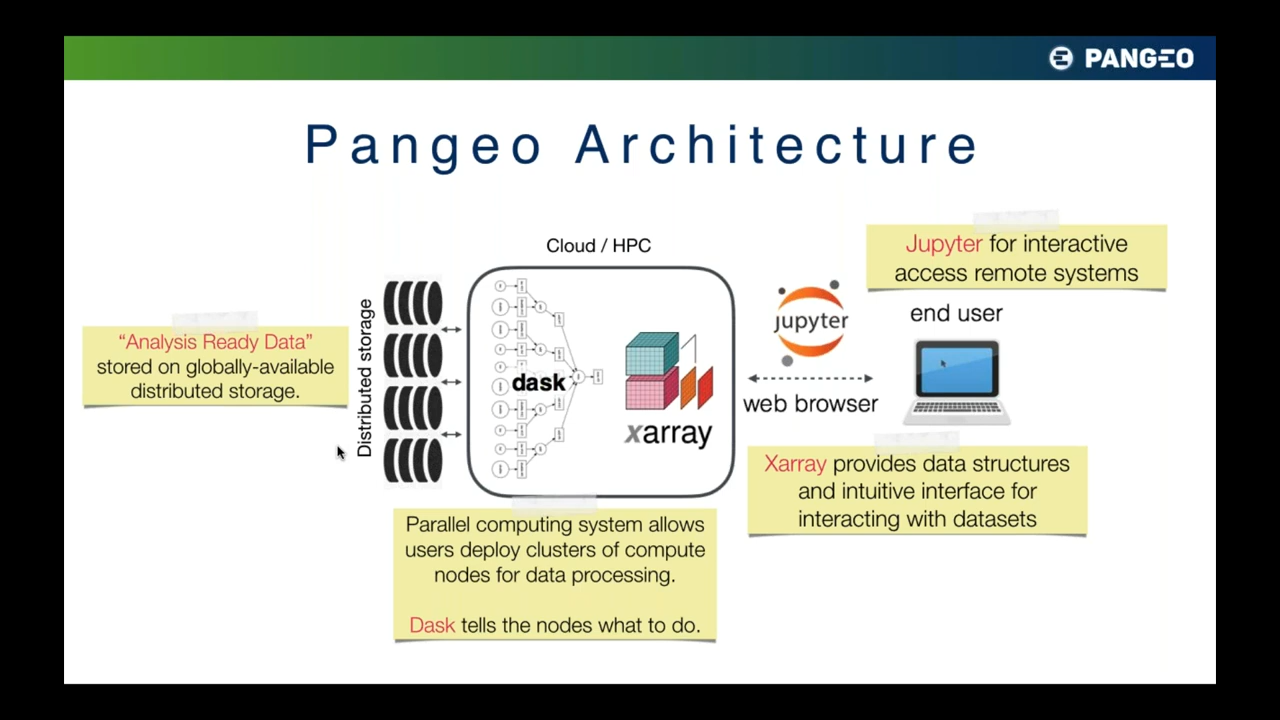 PANGEO
Pangeo Architecture
Cloud / HPC
Jupyter for interactive
access remote systems
"Analysis Ready Data"
stored on globally-available
distributed storage.
Distributed storage
dask
xarray
jupyter
end user
web browser
Xarray provides data structures
and intuitive interface for
interacting with datasets
Parallel computing system allows
users deploy clusters of compute
nodes for data processing.
Dask tells the nodes what to do.